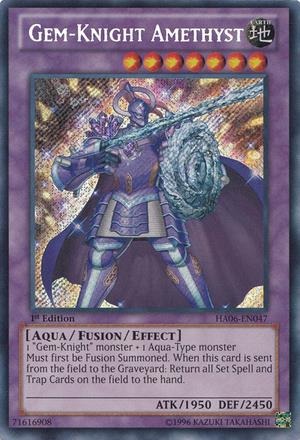 GEM-KNIGHT AMETHYST
EARTH
地
1st Edition
HA06-EN047
[AQUA / FUSION / EFFECT]
1 "Gem-Knight" monster + 1 Aqua-Type monster
Must first be Fusion Summoned. When this card is sent
from the field to the Graveyard: Return all Set Spell and
Trap Cards on the field to the hand.
ATK/1950 DEF/2450
71616908
©1996 KAZUKI TAKAHASHI